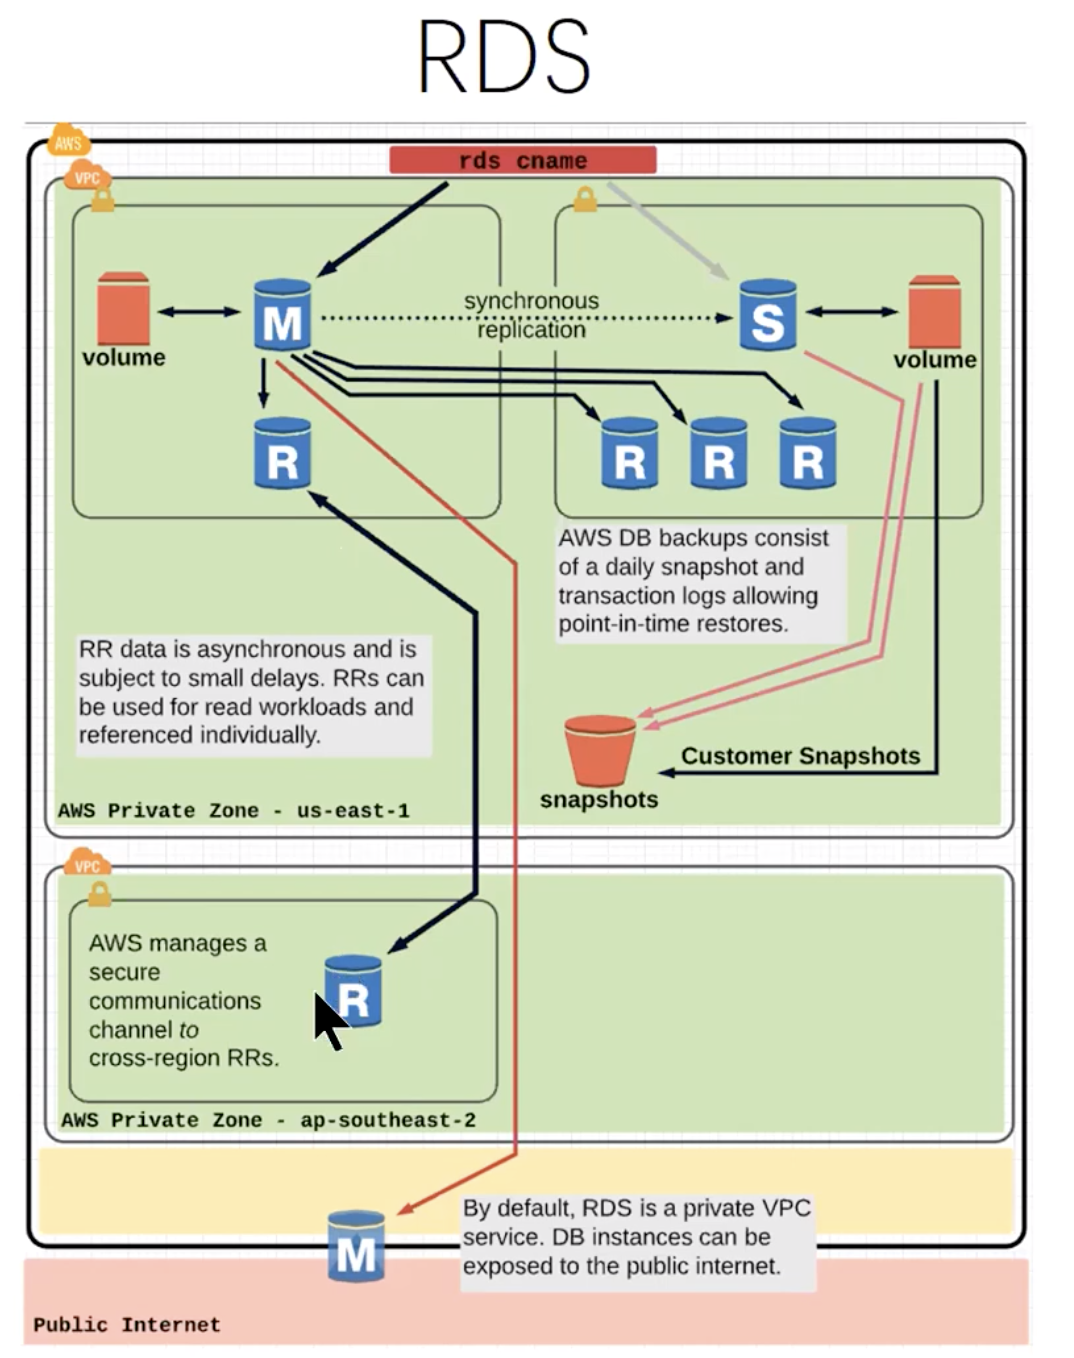 RDS
AWS
rds cname
VPC
M
synchronous
replication
S
volume
volume
R
R
R
R
AWS DB backups consist
of a daily snapshot and
transaction logs allowing
point-in-time restores.
RR data is asynchronous and is
subject to small delays. RRs can
be used for read workloads and
referenced individually.
Customer Snapshots
snapshots
AWS Private Zone - us-east-1
VPC
AWS manages a
secure
communications
channel to
cross-region RRs.
R
AWS Private Zone - ap-southeast-2
By default, RDS is a private VPC
service. DB instances can be
exposed to the public internet.
M
Public Internet